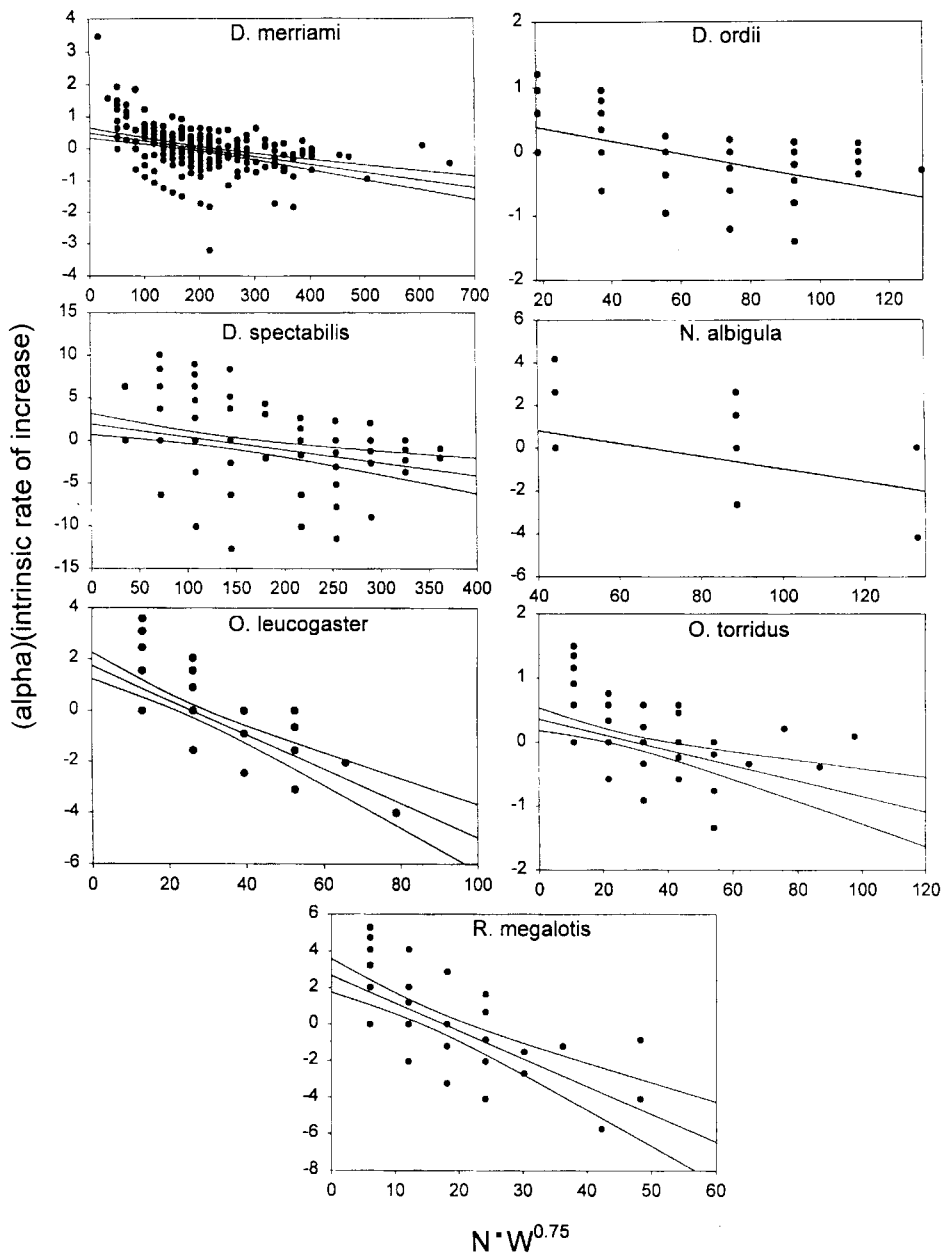 (alpha)(intrinsic rate of increase)
D. merriami
4
3
2
1
0
-1
-2
-3
-4
0 100 200 300 400 500 600 700
D. ordii
2
1
0
-1
-2
20 40 60 80 100 120
D. spectabilis
15
10
5
0
-5
-10
-15
0 50 100 150 200 250 300 350 400
N. albigula
6
4
2
0
-2
-4
-6
40 60 80 100 120
O. leucogaster
4
2
0
-2
-4
-6
0 20 40 60 80 100
O. torridus
2
1
0
-1
-2
0 20 40 60 80 100 120
R. megalotis
6
4
2
0
-2
-4
-6
-8
0 10 20 30 40 50 60
N·W^0.75